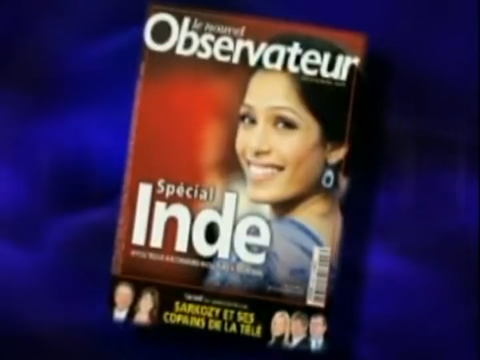 le nouvel
Observateur
Spécial
Inde
SARKOZY ET SES
COPAINS DE LA TÉLÉ